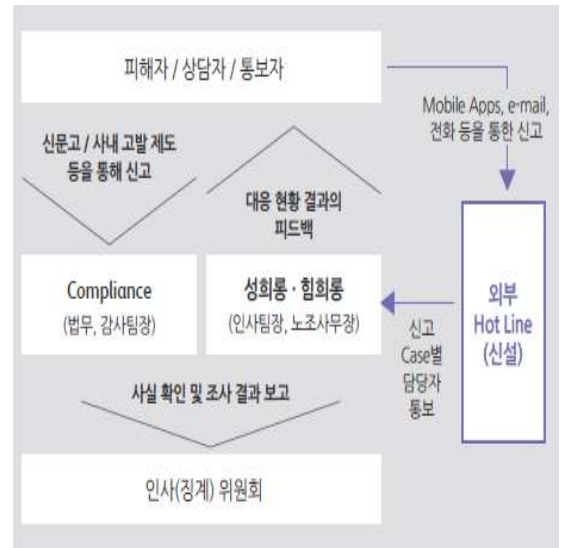 피해자 / 상담자 / 통보자
Mobile Apps, e-mail,
전화 등을 통한 신고
신문고 / 사내 고발 제도
등을 통해 신고
대응 현황 결과의
피드백
Compliance
(법무, 감사팀장)
성희롱 · 힘희롱
(인사팀장, 노조사무장)
신고
Case별
담당자
통보
외부
Hot Line
(신설)
사실 확인 및 조사 결과 보고
인사(징계) 위원회